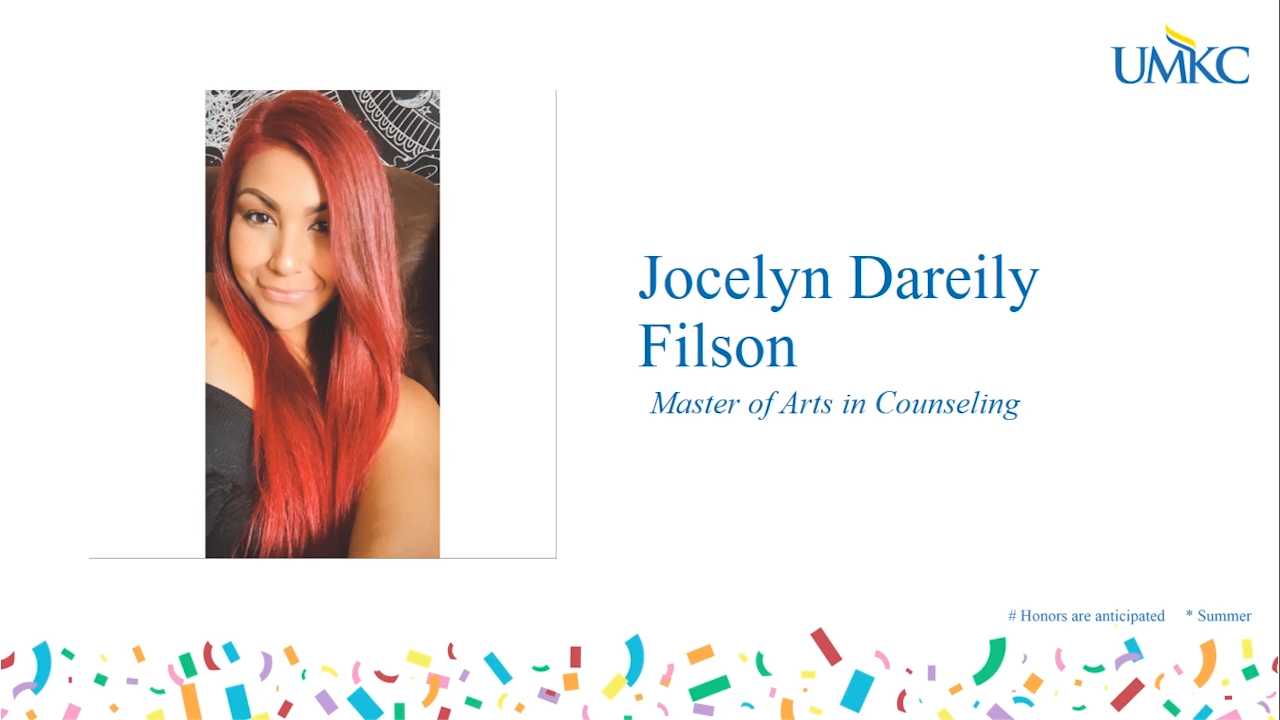 UMKC
Jocelyn Dareily
Filson
Master of Arts in Counseling
# Honors are anticipated * Summer